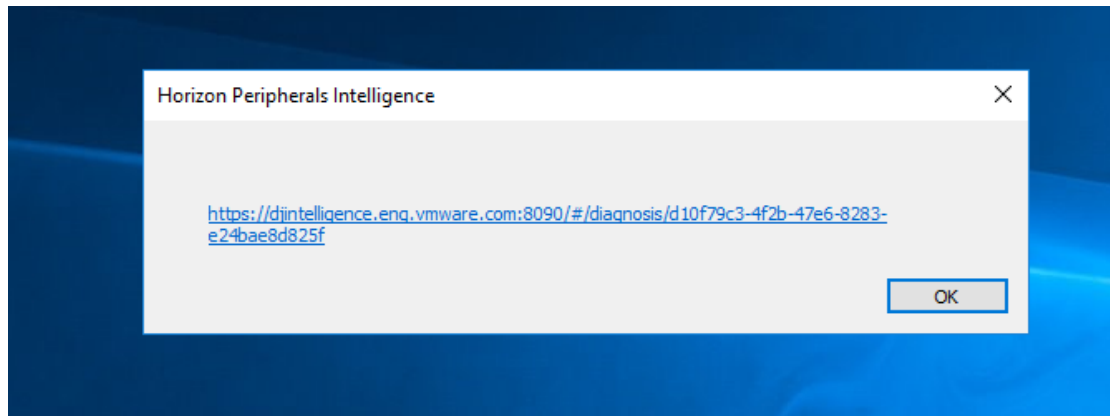 Horizon Peripherals Intelligence
https://djintelligence.eng.vmware.com:8090/#/diagnosis/d10f79c3-4f2b-47e6-8283-
e24bae8d825f
OK